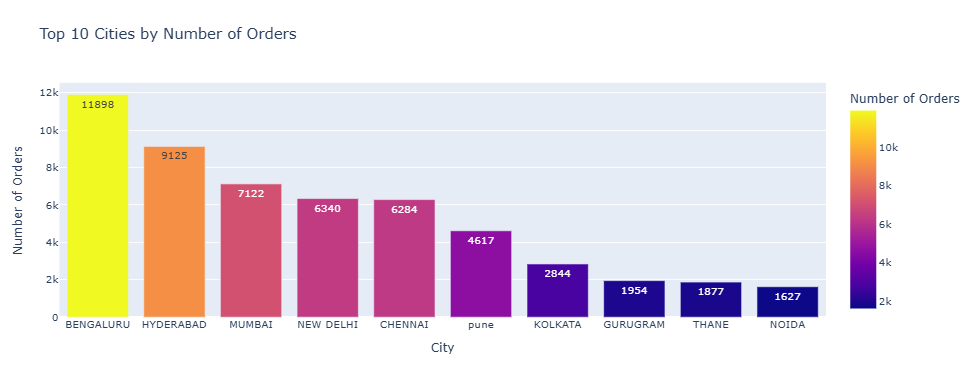 Top 10 Cities by Number of Orders
Number of Orders
12k
10k
8k
6k
4k
2k
0
11898
9125
7122
6340
6284
4617
2844
1954
1877
1627
BENGALURU HYDERABAD MUMBAI NEW DELHI CHENNAI pune KOLKATA GURUGRAM THANE NOIDA
City
Number of Orders
10k
8k
6k
4k
2k